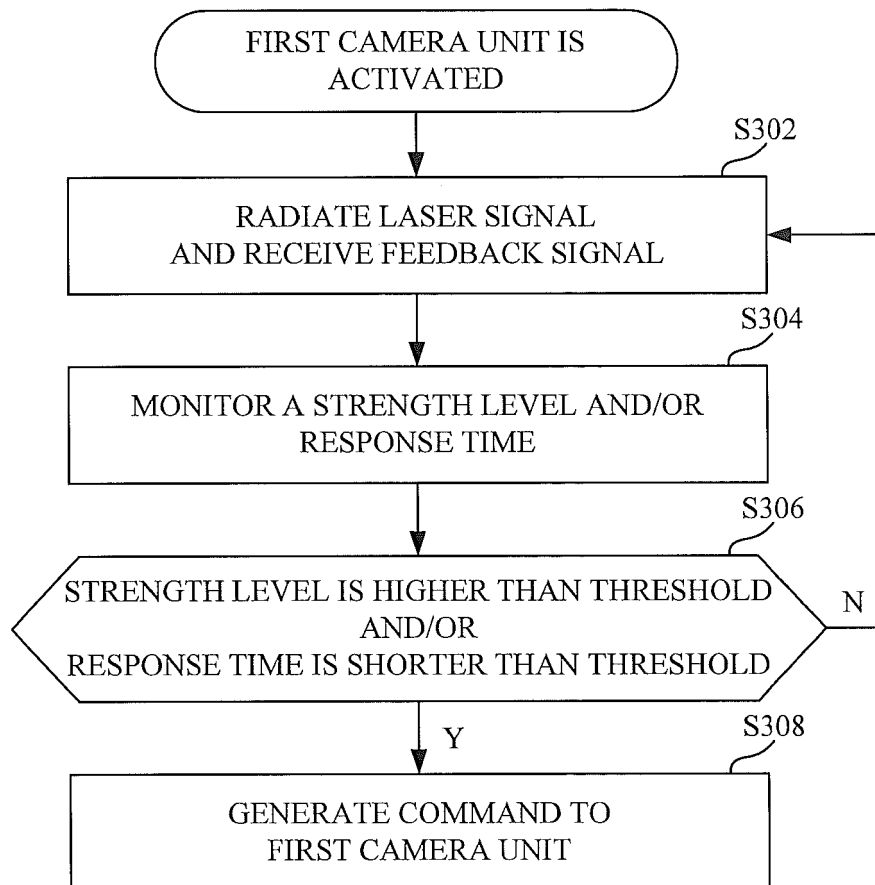 FIRST CAMERA UNIT IS
ACTIVATED
S302
RADIATE LASER SIGNAL
AND RECEIVE FEEDBACK SIGNAL
S304
MONITOR A STRENGTH LEVEL AND/OR
RESPONSE TIME
S306
STRENGTH LEVEL IS HIGHER THAN THRESHOLD
AND/OR
RESPONSE TIME IS SHORTER THAN THRESHOLD
N
Y
S308
GENERATE COMMAND TO
FIRST CAMERA UNIT